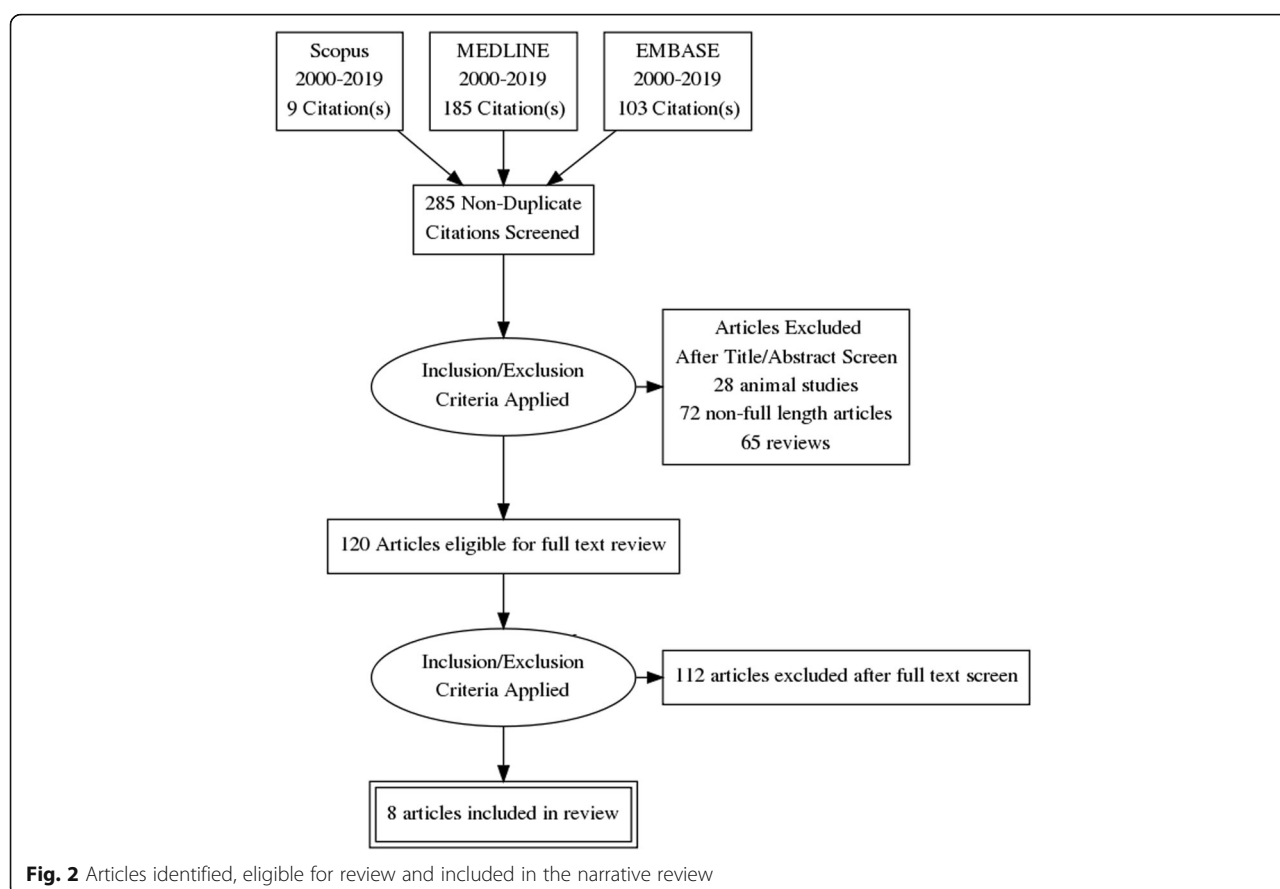 Scopus
2000-2019
9 Citation(s)
MEDLINE
2000-2019
185 Citation(s)
EMBASE
2000-2019
103 Citation(s)
285 Non-Duplicate
Citations Screened
Inclusion/Exclusion
Criteria Applied
Articles Excluded
After Title/Abstract Screen
28 animal studies
72 non-full length articles
65 reviews
120 Articles eligible for full text review
Inclusion/Exclusion
Criteria Applied
112 articles excluded after full text screen
8 articles included in review
Fig. 2 Articles identified, eligible for review and included in the narrative review